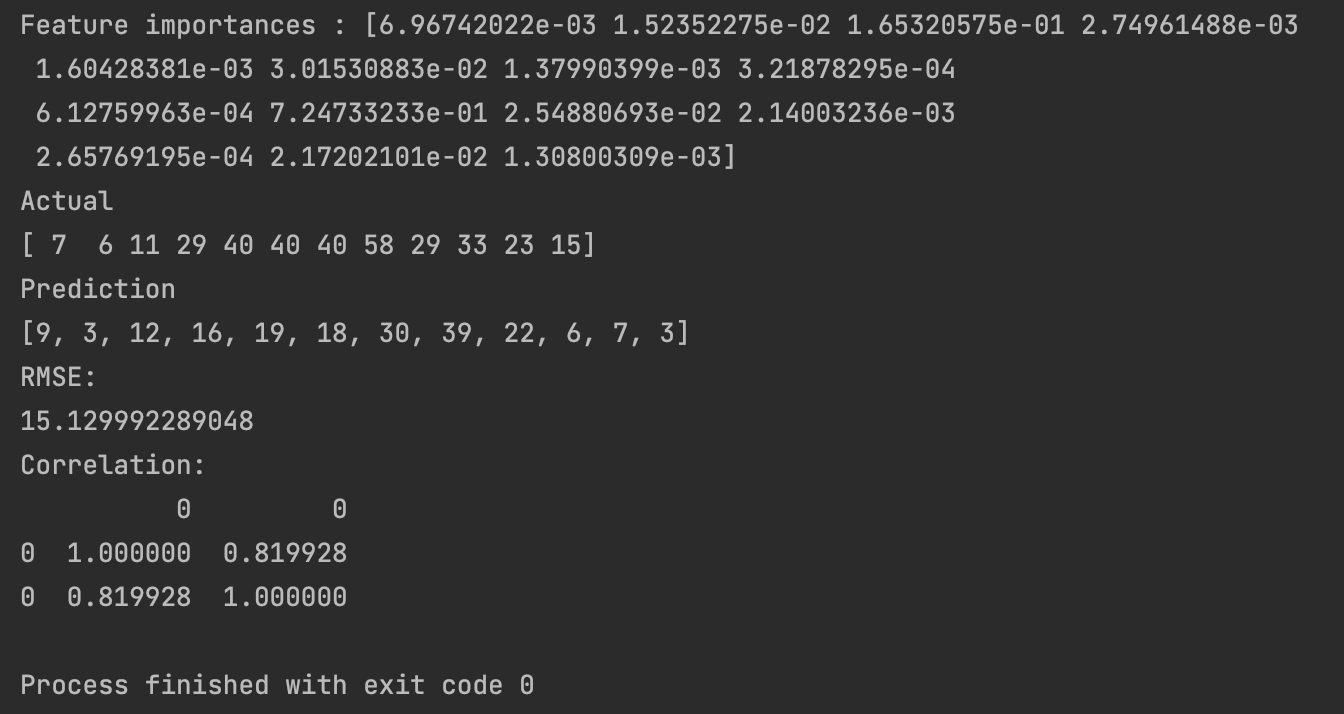 Feature importances : [6.96742022e-03 1.52352275e-02 1.65320575e-01 2.74961488e-03
 1.60428381e-03 3.01530883e-02 1.37990399e-03 3.21878295e-04
 6.12759963e-04 7.24733233e-01 2.54880693e-02 2.14003236e-03
 2.65769195e-04 2.17202101e-02 1.30800309e-03]
Actual
[ 7  6 11 29 40 40 40 58 29 33 23 15]
Prediction
[9, 3, 12, 16, 19, 18, 30, 39, 22, 6, 7, 3]
RMSE:
15.129992289048
Correlation:
          0         0
0  1.000000  0.819928
0  0.819928  1.000000
Process finished with exit code 0